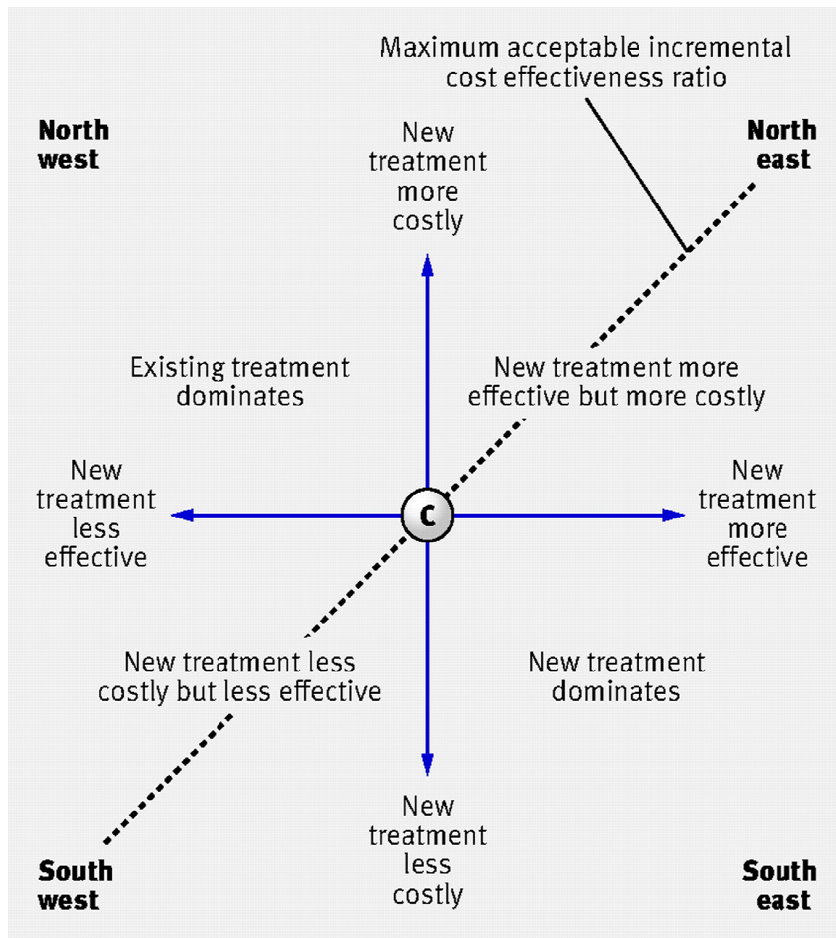 Maximum acceptable incremental
cost effectiveness ratio
North
west
New
treatment
more
costly
North
east
Existing treatment
dominates
New treatment more
effective but more costly
New
treatment
less
effective
C
New
treatment
more
effective
New treatment less
costly but less effective
New treatment
dominates
New
treatment
less
costly
South
west
South
east